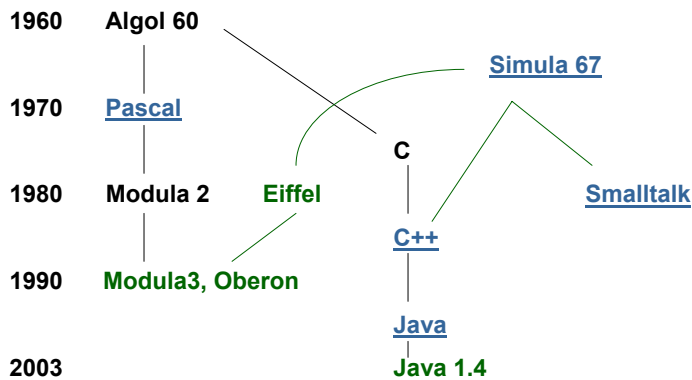 1960 Algol 60
Simula 67
1970 Pascal
C
1980 Modula 2 Eiffel Smalltalk
C++
1990 Modula3, Oberon
Java
2003 Java 1.4